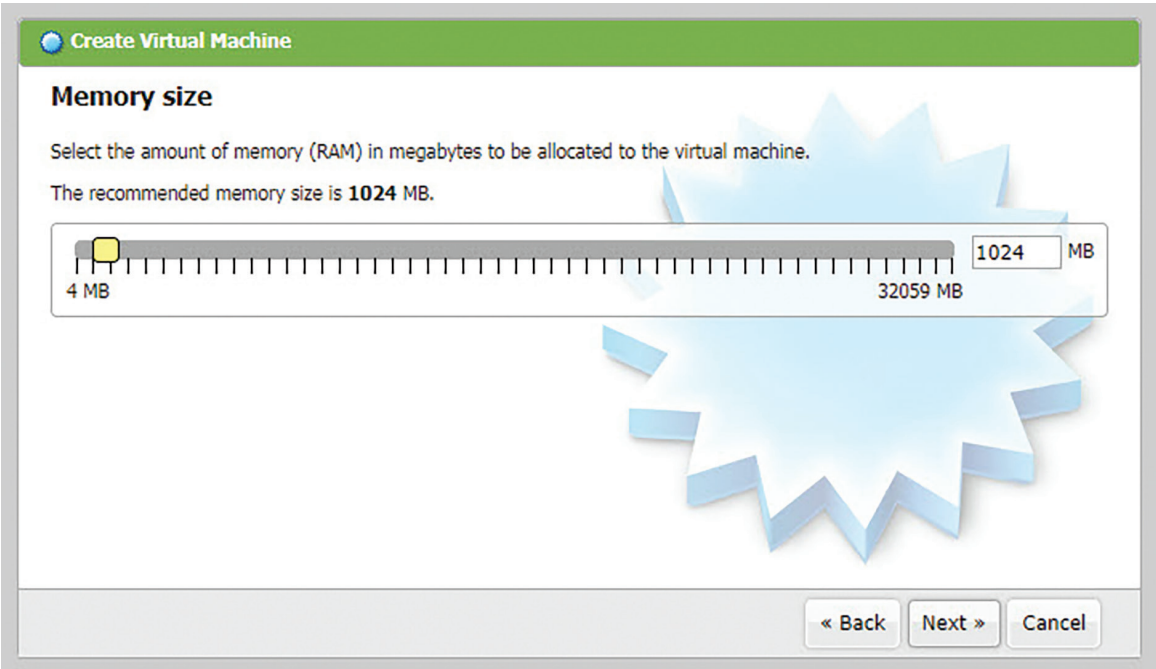 Create Virtual Machine
Memory size
Select the amount of memory (RAM) in megabytes to be allocated to the virtual machine.
The recommended memory size is 1024 MB.
1024 MB
4 MB 32059 MB
« Back Next » Cancel